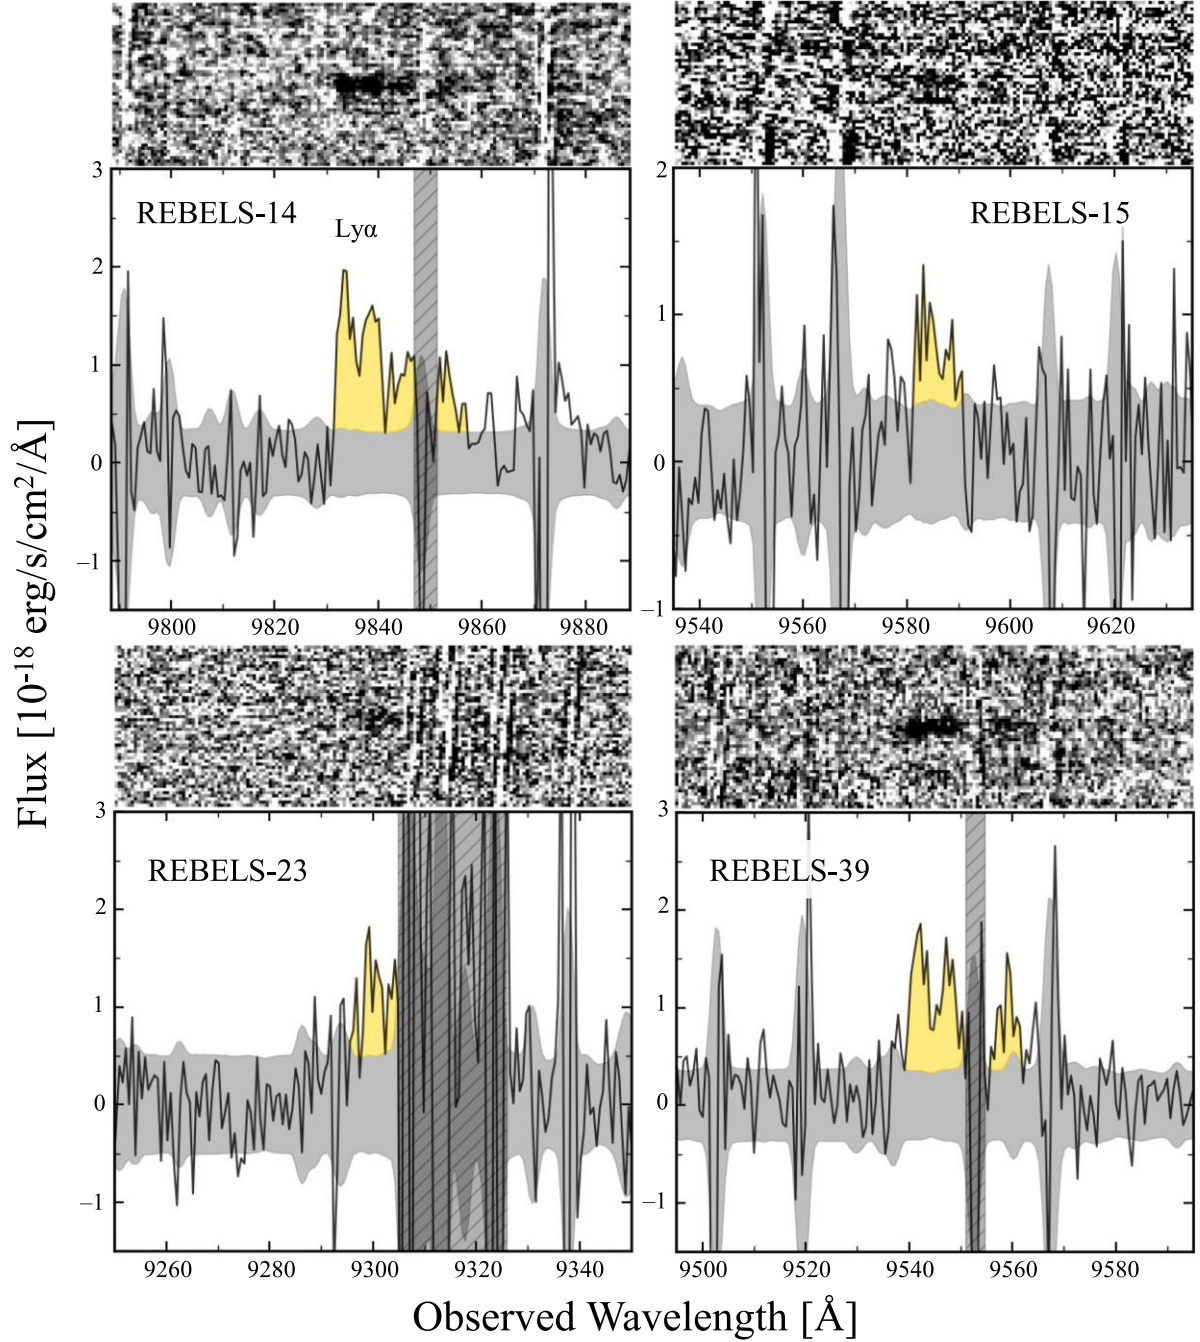 3
2
1
0
−1
REBELS-14
Lyα
9800 9820 9840 9860 9880
2
1
0
−1
REBELS-15
9540 9560 9580 9600 9620
3
2
1
0
−1
REBELS-23
9260 9280 9300 9320 9340
3
2
1
0
−1
REBELS-39
9500 9520 9540 9560 9580
Flux [10⁻¹⁸ erg/s/cm²/Å]
Observed Wavelength [Å]